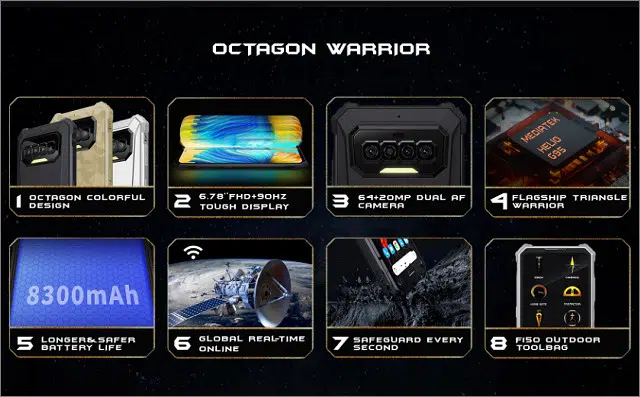 OCTAGON WARRIOR
MEDIATEK
HELIO
G95
1 OCTAGON COLORFUL
DESIGN
2 6.78"FHD+90HZ
TOUGH DISPLAY
3 64+20MP DUAL AF
CAMERA
4 FLAGSHIP TRIANGLE
WARRIOR
8300mAh
5 LONGER&SAFER
BATTERY LIFE
6 GLOBAL REAL-TIME
ONLINE
7 SAFEGUARD EVERY
SECOND
8 F150 OUTDOOR
TOOLBAG